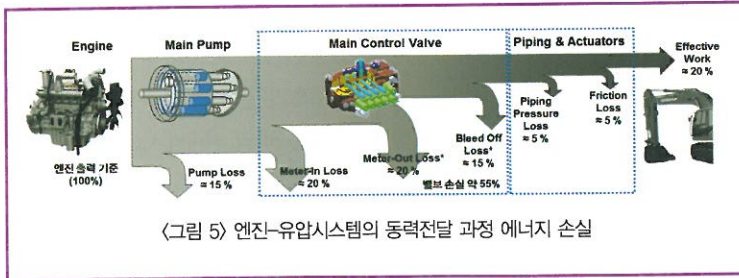 Engine
Main Pump
Main Control Valve
Piping & Actuators
Effective
Work
≈ 20 %
엔진 출력 기준
(100%)
Pump Loss
≈ 15 %
Meter-In Loss
≈ 20 %
Meter-Out Loss*
≈ 20 %
Bleed Off
Loss*
≈ 15 %
밸브 손실 약 55%
Piping
Pressure
Loss
≈ 5 %
Friction
Loss
≈ 5 %
〈그림 5〉 엔진-유압시스템의 동력전달 과정 에너지 손실